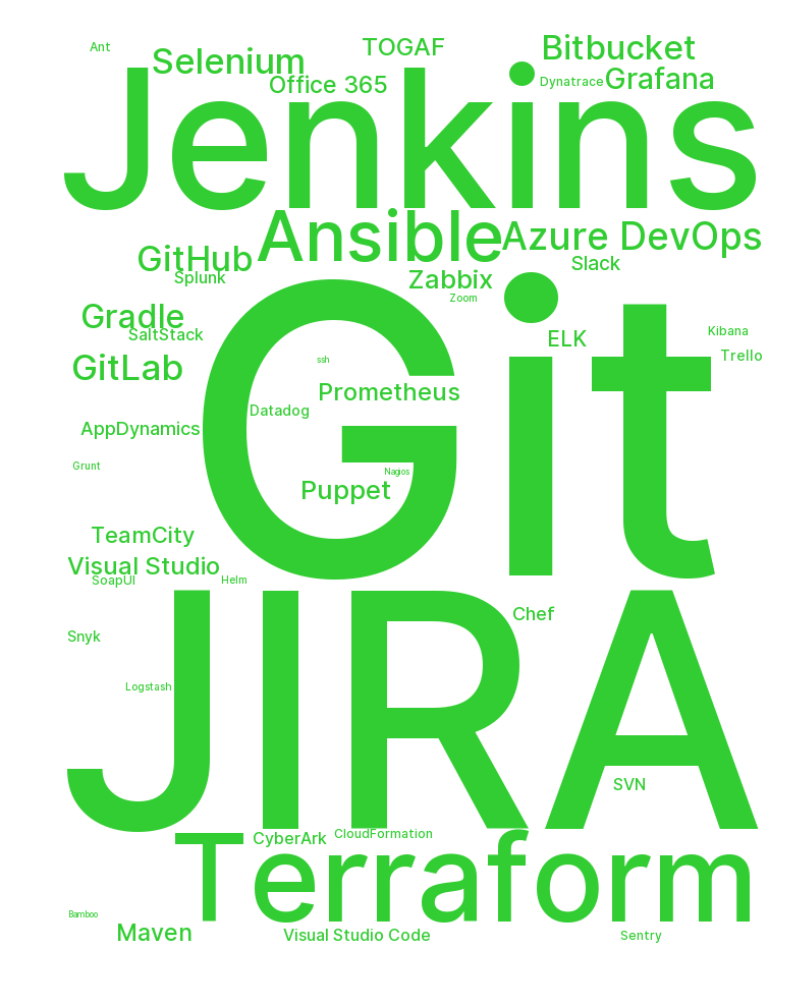 Ant
Selenium
TOGAF
Bitbucket
Office 365
Dynatrace
Grafana
Jenkins
Ansible
Azure DevOps
GitHub
Splunk
Zabbix
Slack
Zoom
Gradle
SaltStack
ELK
Kibana
Trello
GitLab
ssh
Prometheus
Git
Datadog
AppDynamics
Grunt
Nagios
Puppet
TeamCity
Visual Studio
SoapUI
Helm
Chef
Snyk
Logstash
JIRA
SVN
CyberArk
CloudFormation
Terraform
Bamboo
Maven
Visual Studio Code
Sentry